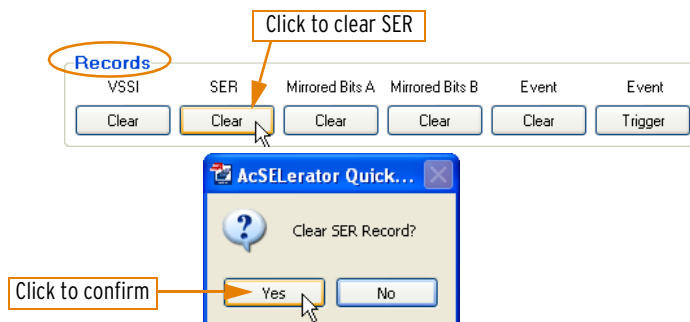 Click to clear SER
Records
VSSI SER Mirrored Bits A Mirrored Bits B Event Event
Clear Clear Clear Clear Clear Trigger
AcSELerator Quick...
Clear SER Record?
Click to confirm
Yes No